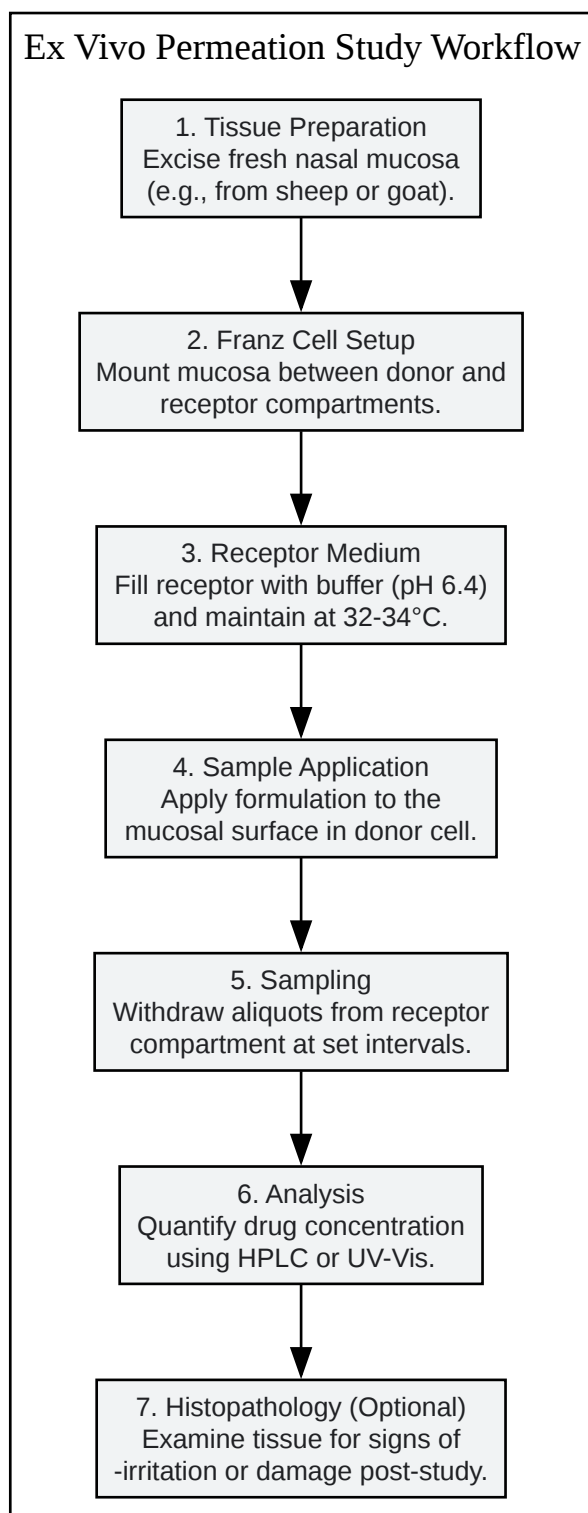 Ex Vivo Permeation Study Workflow
1. Tissue Preparation
Excise fresh nasal mucosa
(e.g., from sheep or goat).
2. Franz Cell Setup
Mount mucosa between donor and
receptor compartments.
3. Receptor Medium
Fill receptor with buffer (pH 6.4)
and maintain at 32-34°C.
4. Sample Application
Apply formulation to the
mucosal surface in donor cell.
5. Sampling
Withdraw aliquots from receptor
compartment at set intervals.
6. Analysis
Quantify drug concentration
using HPLC or UV-Vis.
7. Histopathology (Optional)
Examine tissue for signs of
-irritation or damage post-study.